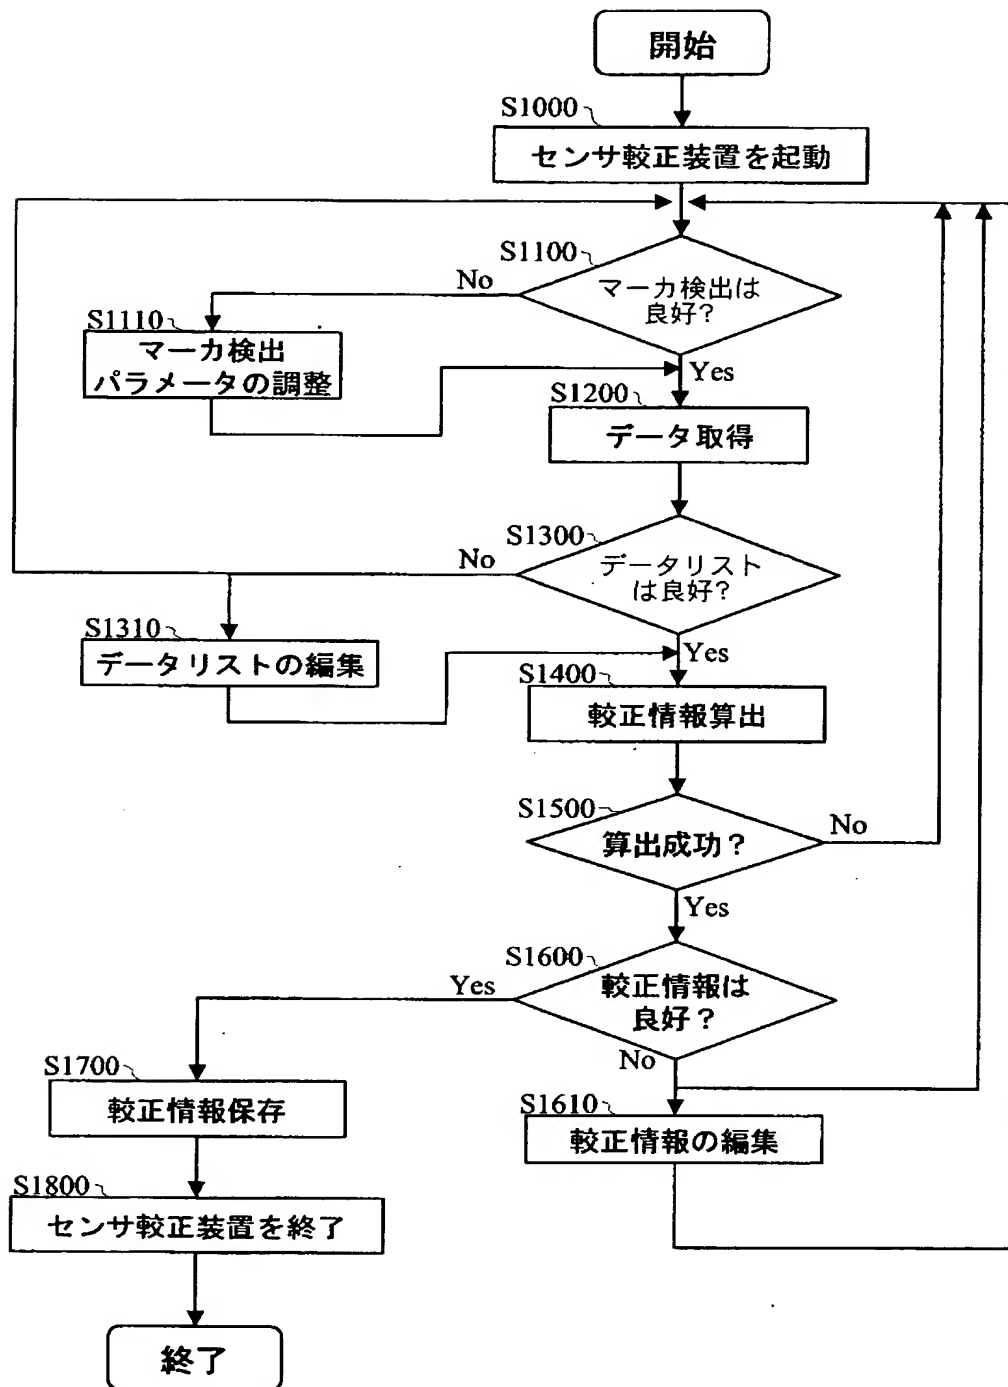 開始
S1000
センサ較正装置を起動
S1100
マーカ検出は
良好？
No
S1110
マーカ検出
パラメータの調整
Yes
S1200
データ取得
S1300
データリスト
は良好？
No
S1310
データリストの編集
Yes
S1400
較正情報算出
S1500
算出成功？
No
Yes
S1600
較正情報は
良好？
Yes
No
S1700
較正情報保存
S1610
較正情報の編集
S1800
センサ較正装置を終了
終了